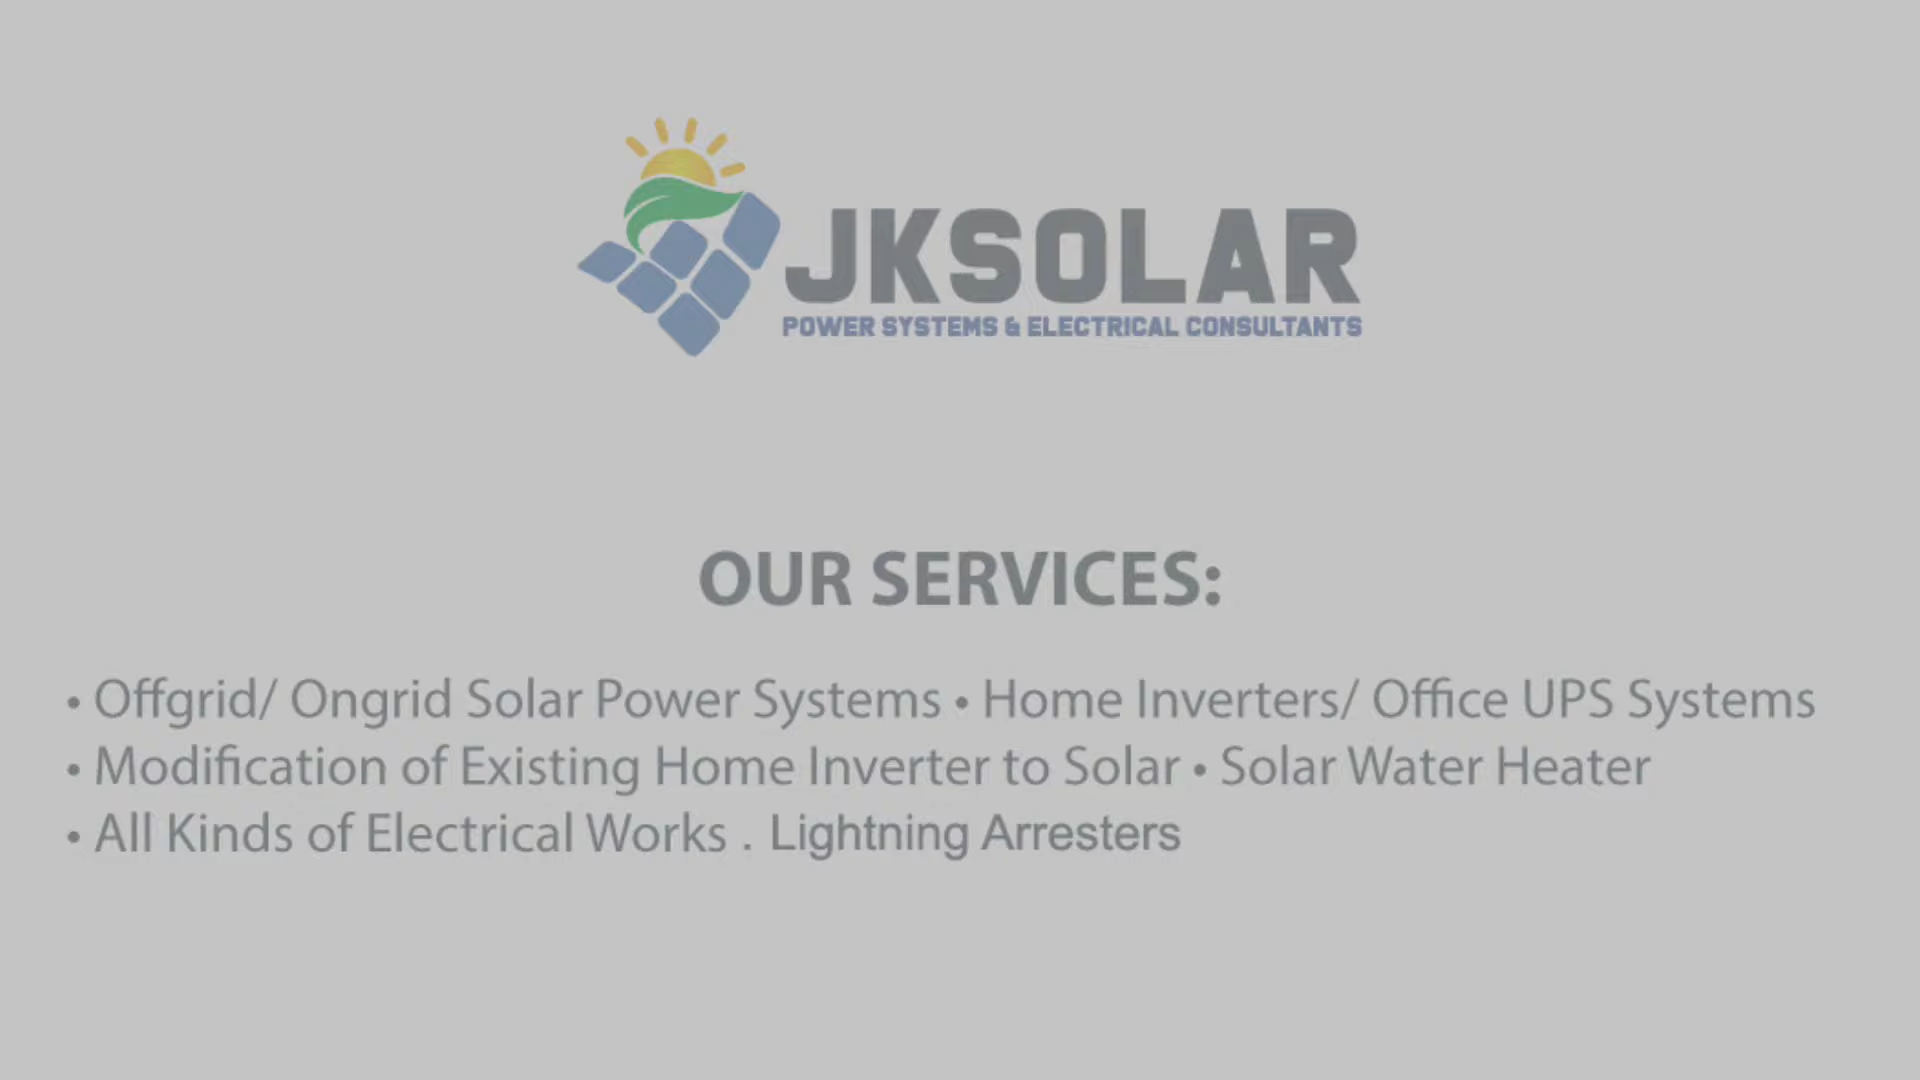 JKSOLAR
POWER SYSTEMS & ELECTRICAL CONSULTANTS
OUR SERVICES:
• Offgrid/ Ongrid Solar Power Systems • Home Inverters/ Office UPS Systems
• Modification of Existing Home Inverter to Solar • Solar Water Heater
• All Kinds of Electrical Works . Lightning Arresters